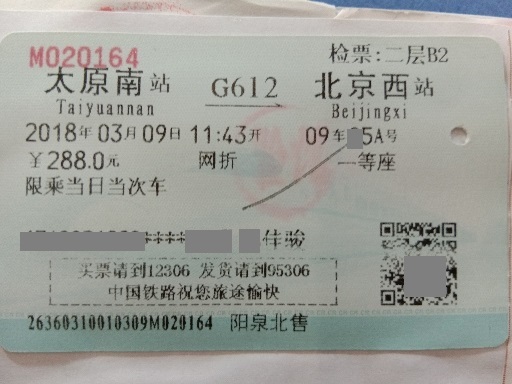 M020164
检票:二层B2
太原南站 G612 北京西站
Taiyuannan Beijingxi
2018年03月09日 11:43开 09车 5A号
￥288.0元 网折 一等座
限乘当日当次车
**** 佳骏
买票请到12306 发货请到95306
中国铁路祝您旅途愉快
26360310010309M020164 阳泉北售